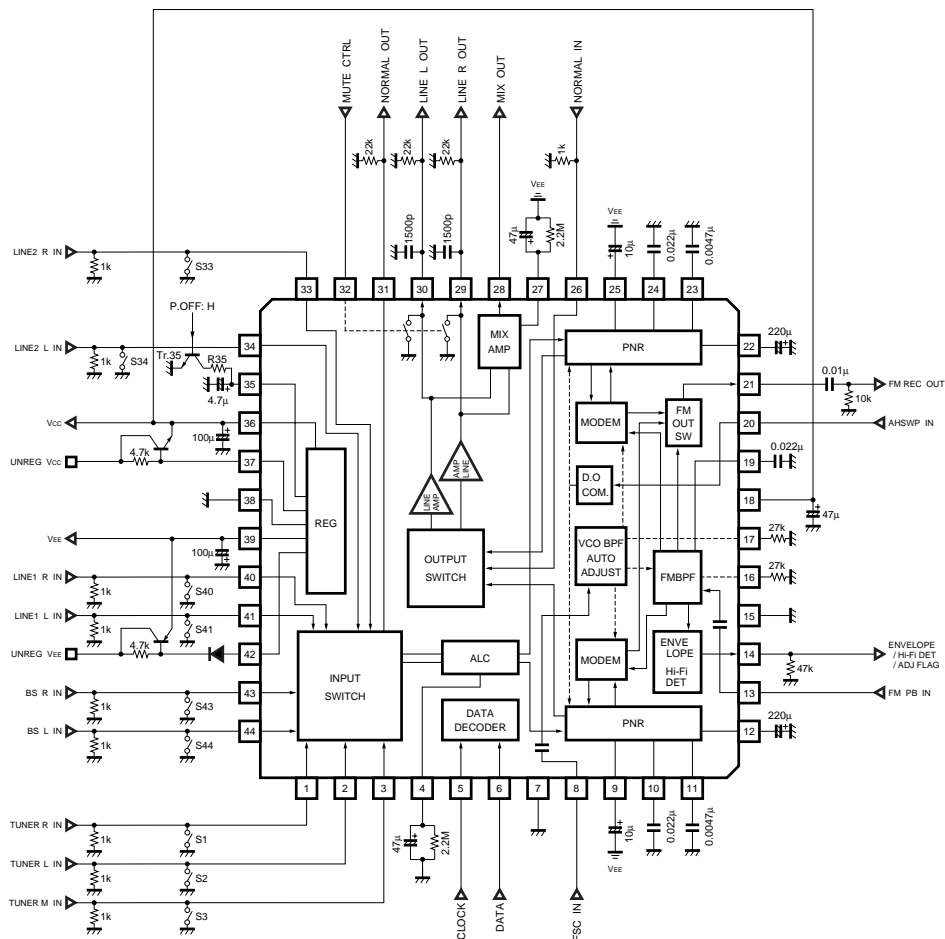 MUTE CTRL
NORMAL OUT
LINE L OUT
LINE R OUT
MIX OUT
NORMAL IN
22k
22k
22k
1k
1500p
1500p
VEE
47μ
2.2M
VEE
10μ
0.022μ
0.0047μ
LINE2 R IN
1k
S33
33
32
31
30
29
28
27
26
25
24
23
P.OFF: H
LINE2 L IN
1k
S34
Tr.35
R35
4.7μ
34
35
MIX
AMP
PNR
22
220μ
21
0.01μ
FM REC OUT
10k
VCC
100μ
36
MODEM
FM
OUT
SW
20
AHSWP IN
UNREG VCC
4.7k
37
19
0.022μ
LINE
AMP
AMP
LINE
D.O
COM.
38
REG
18
47μ
VEE
100μ
39
OUTPUT
SWITCH
VCO BPF
AUTO
ADJUST
FMBPF
17
27k
16
27k
LINE1 R IN
1k
S40
40
LINE1 L IN
1k
S41
41
15
UNREG VEE
4.7k
42
INPUT
SWITCH
ALC
MODEM
ENVE
LOPE
Hi-Fi
DET
14
ENVELOPE
/ Hi-Fi DET
/ ADJ FLAG
47k
BS R IN
1k
S43
43
13
FM PB IN
BS L IN
1k
S44
44
DATA
DECODER
PNR
12
220μ
1
2
3
4
5
6
7
8
9
10
11
TUNER R IN
1k
S1
TUNER L IN
1k
S2
TUNER M IN
1k
S3
47μ
2.2M
10μ
VEE
0.022μ
0.0047μ
CLOCK
DATA
FSC IN